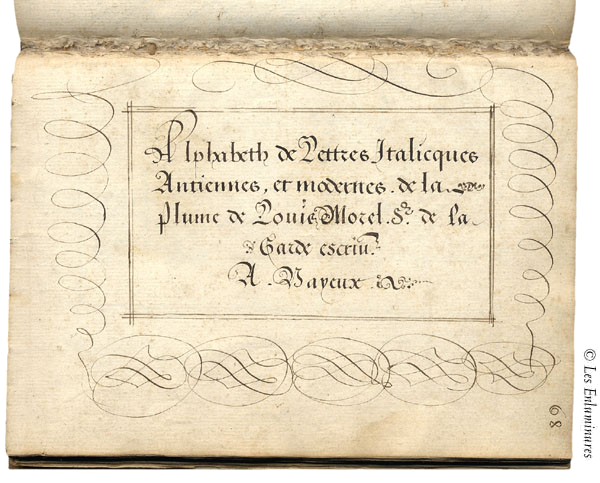 Alphabeth de Lettres Italicques
Antiennes, et modernes. de la
plume de Louis Morel. Sr. de la
Garde escriu.r
A. Bayeux.
68
© Les Enluminures